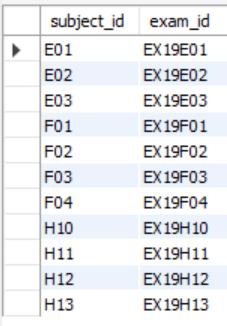 subject_id exam_id
E01 EX19E01
E02 EX19E02
E03 EX19E03
F01 EX19F01
F02 EX19F02
F03 EX19F03
F04 EX19F04
H10 EX19H10
H11 EX19H11
H12 EX19H12
H13 EX19H13